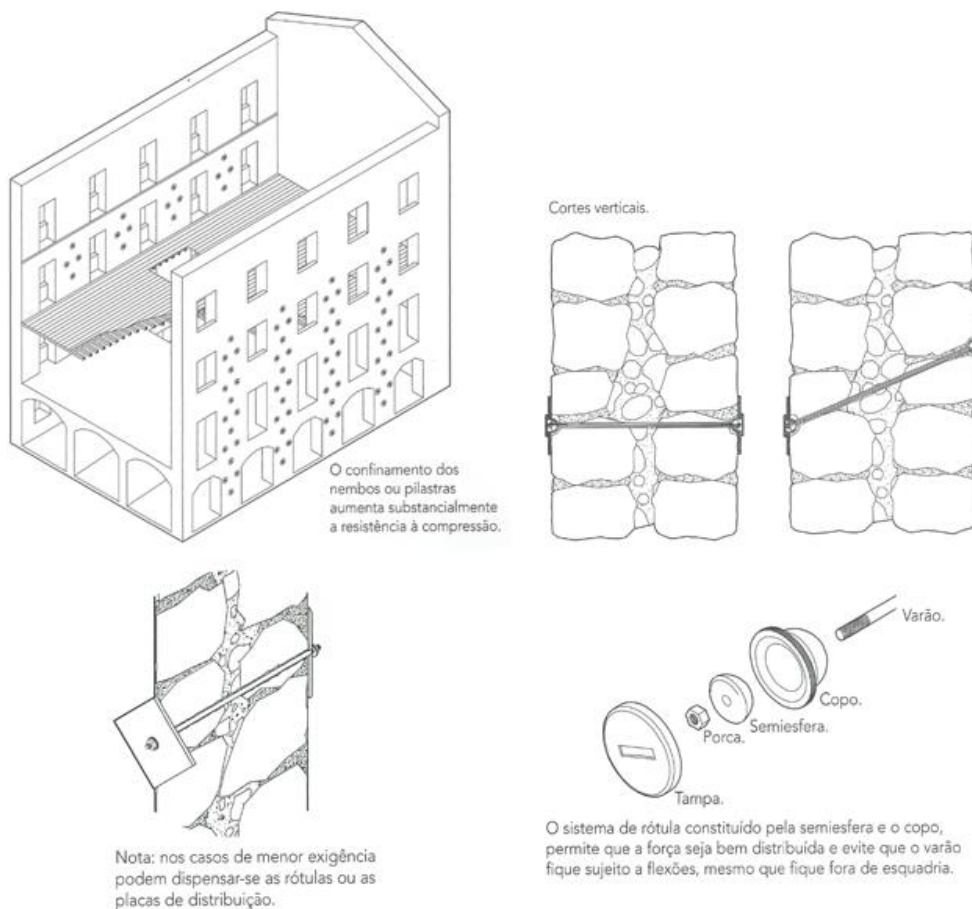 O confinamento dos
nembos ou pilastras
aumenta substancialmente
a resistência à compressão.
Cortes verticais.
Nota: nos casos de menor exigência
podem dispensar-se as rótulas ou as
placas de distribuição.
Varão.
Copo.
Semiesfera.
Porca.
Tampa.
O sistema de rótula constituído pela semiesfera e o copo,
permite que a força seja bem distribuída e evite que o varão
fique sujeito a flexões, mesmo que fique fora de esquadria.